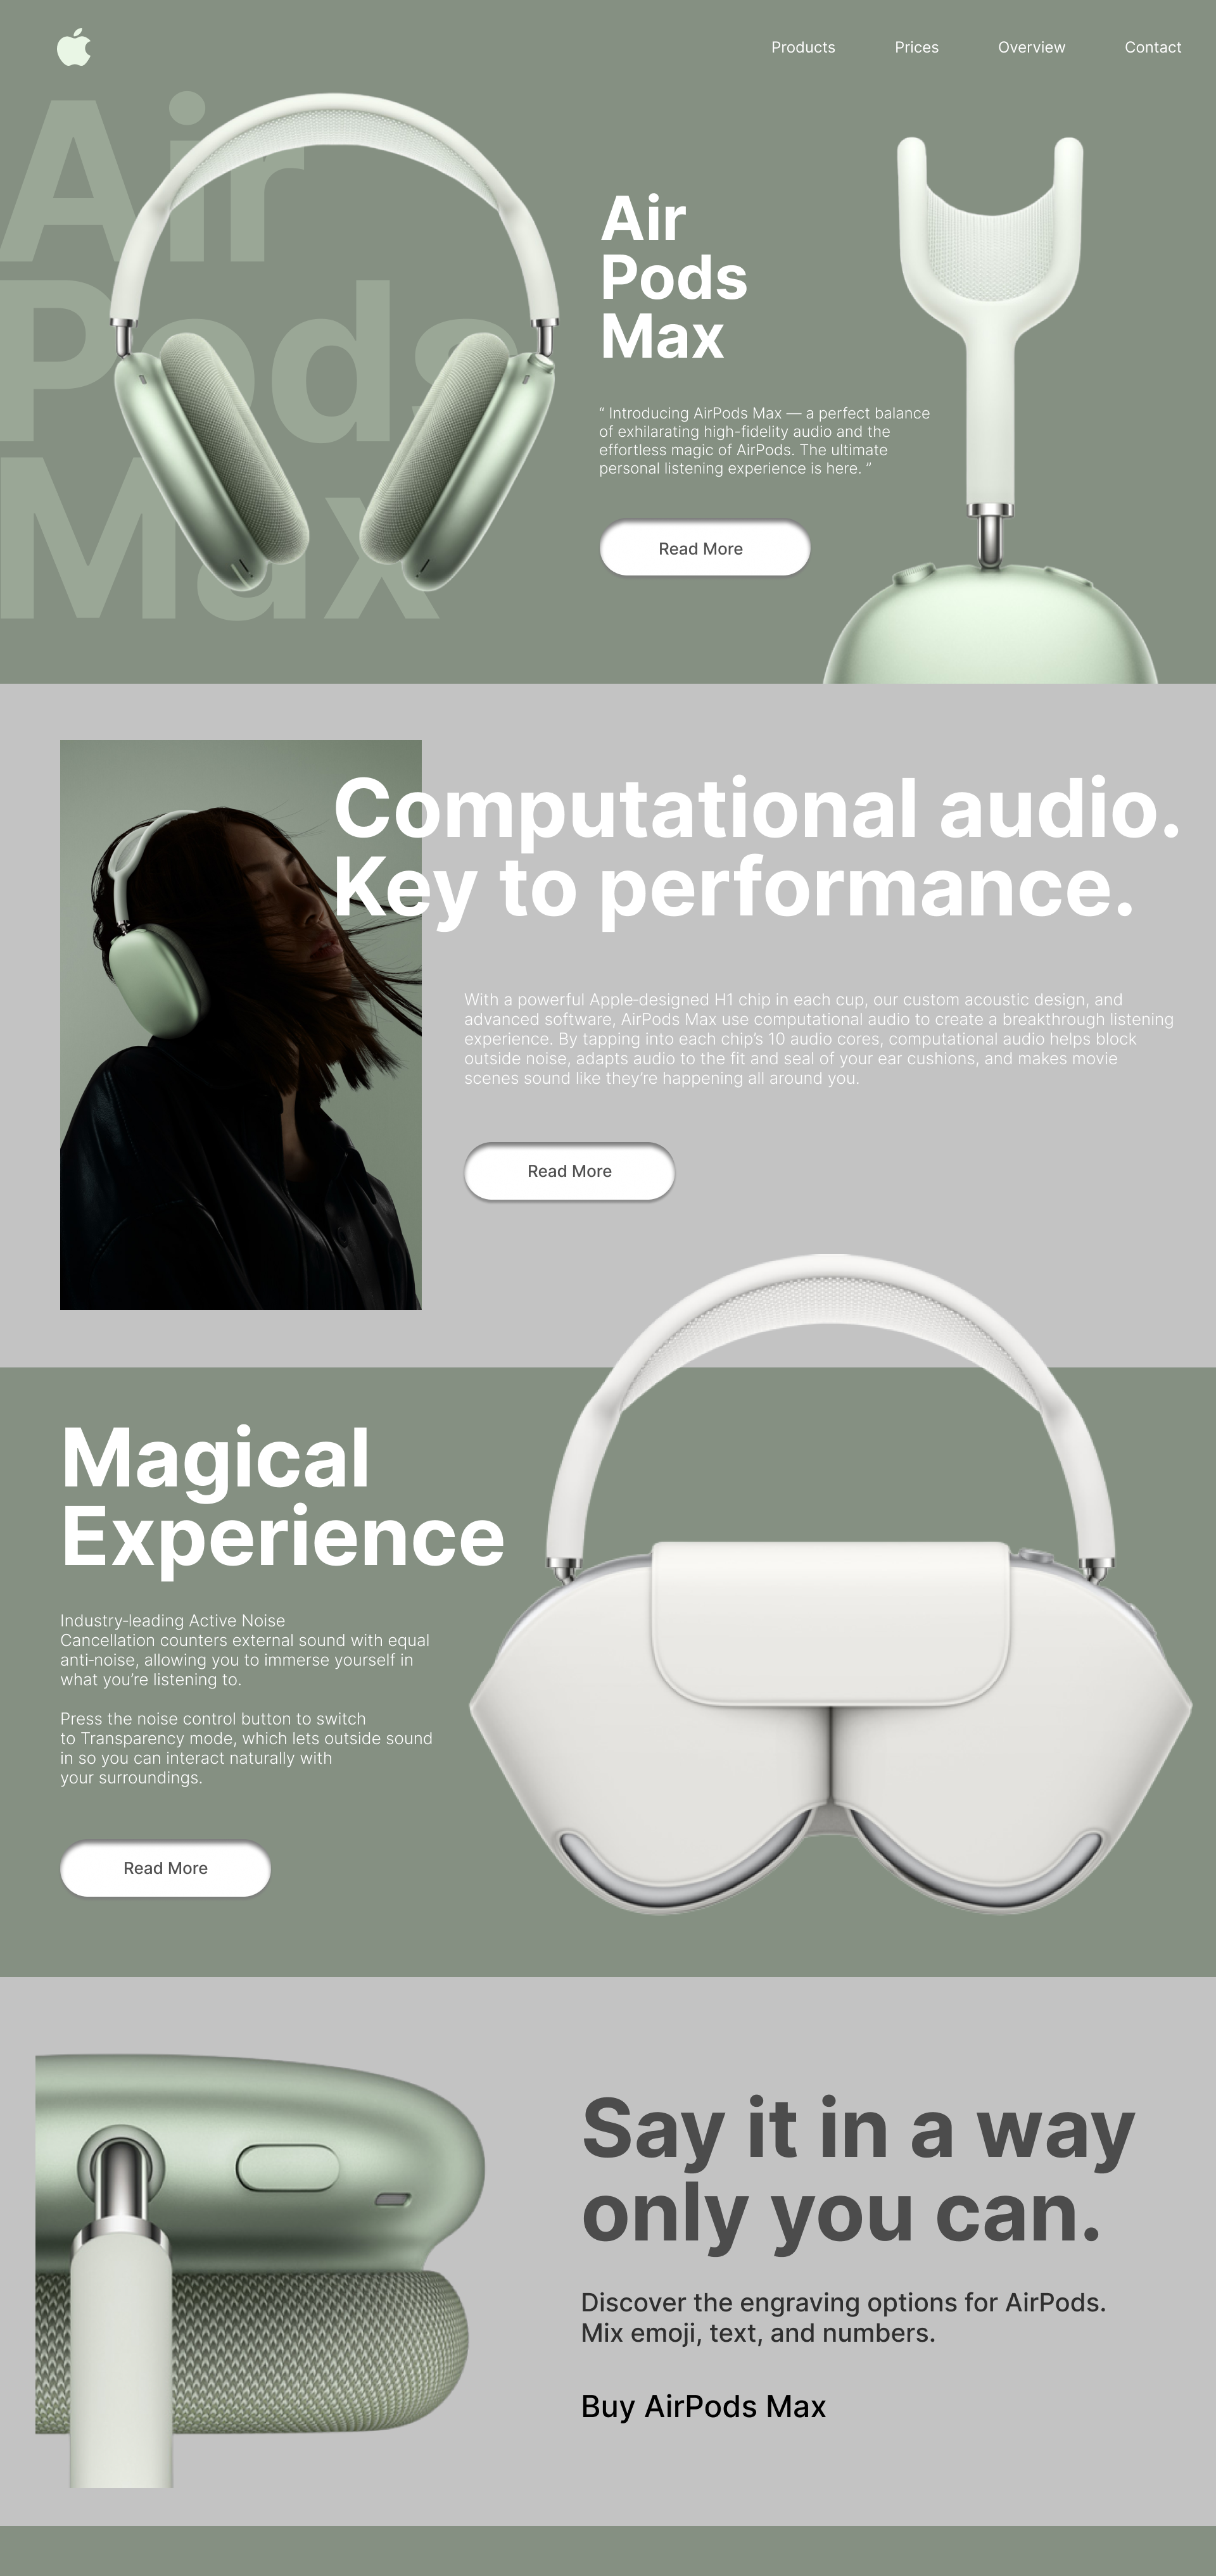 Products Prices Overview Contact
Air
Pods
Max
Air
Pods
Max
“ Introducing AirPods Max — a perfect balance
of exhilarating high-fidelity audio and the
effortless magic of AirPods. The ultimate
personal listening experience is here. ”
Read More
Computational audio.
Key to performance.
With a powerful Apple-designed H1 chip in each cup, our custom acoustic design, and
advanced software, AirPods Max use computational audio to create a breakthrough listening
experience. By tapping into each chip’s 10 audio cores, computational audio helps block
outside noise, adapts audio to the fit and seal of your ear cushions, and makes movie
scenes sound like they’re happening all around you.
Read More
Magical
Experience
Industry-leading Active Noise
Cancellation counters external sound with equal
anti-noise, allowing you to immerse yourself in
what you’re listening to.
Press the noise control button to switch
to Transparency mode, which lets outside sound
in so you can interact naturally with
your surroundings.
Read More
Say it in a way
only you can.
Discover the engraving options for AirPods.
Mix emoji, text, and numbers.
Buy AirPods Max